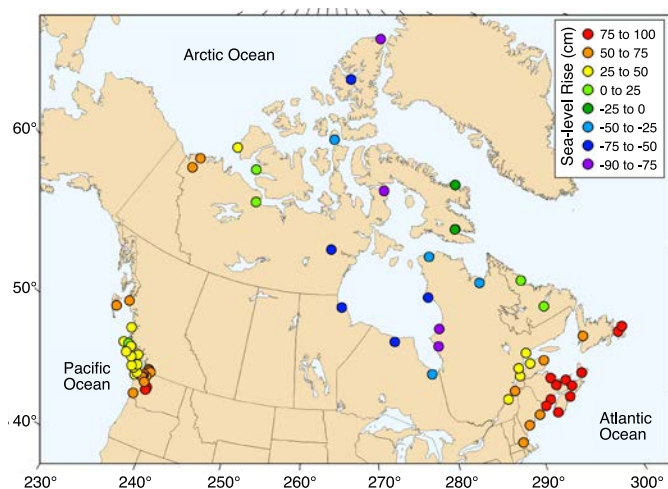 Arctic Ocean
Sea-level Rise (cm)
75 to 100
50 to 75
25 to 50
0 to 25
-25 to 0
-50 to -25
-75 to -50
-90 to -75
60°
50°
40°
Pacific
Ocean
Atlantic
Ocean
230° 240° 250° 260° 270° 280° 290° 300°